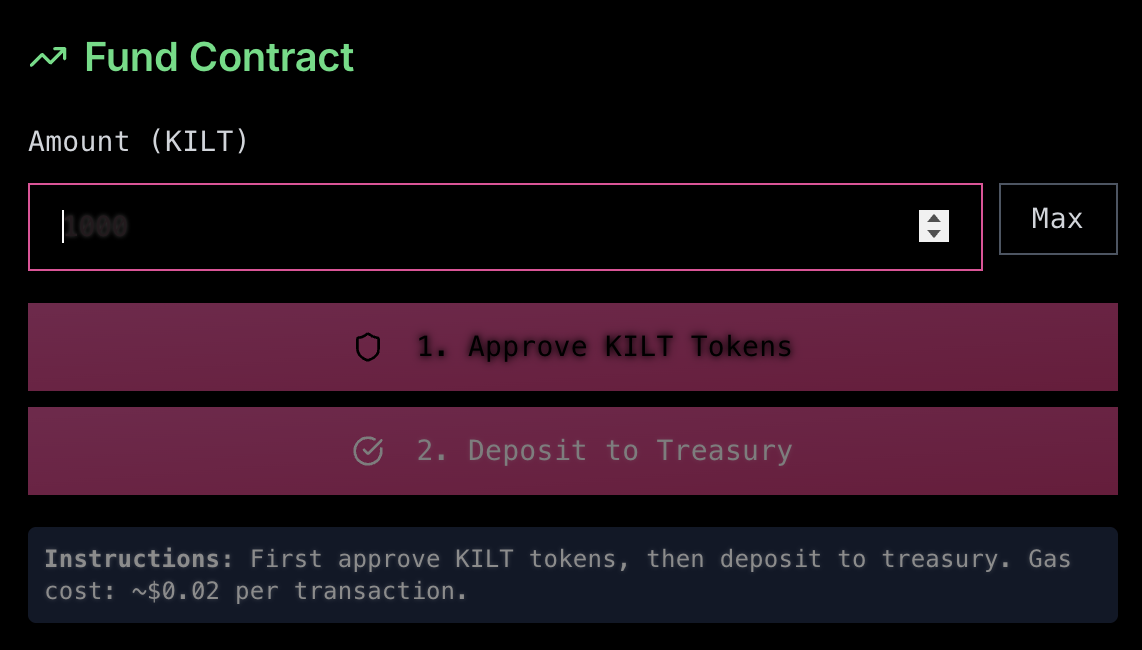 Fund Contract
Amount (KILT)
1000
Max
1. Approve KILT Tokens
2. Deposit to Treasury
Instructions: First approve KILT tokens, then deposit to treasury. Gas
cost: ~$0.02 per transaction.